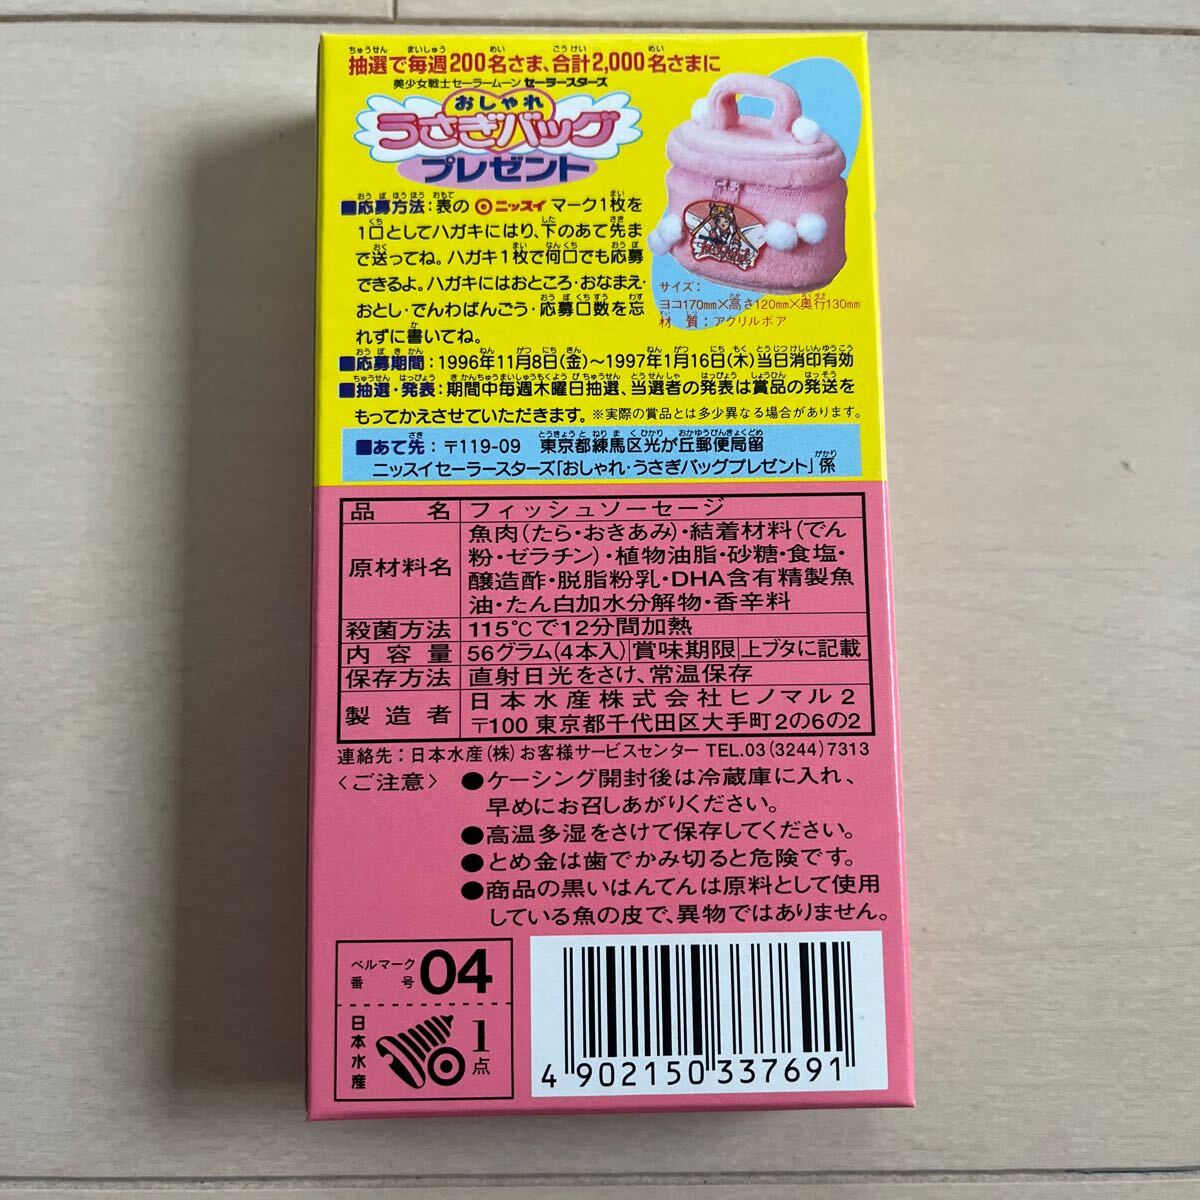 抽選で毎週200名さま、合計2,000名さまに
美少女戦士セーラームーン セーラースターズ
おしゃれ
うさぎバッグ
プレゼント
■応募方法：表の ニッスイ マーク1枚を
1口としてハガキにはり、下のあて先ま
で送ってね。ハガキ1枚で何口でも応募
できるよ。ハガキにはおところ・おなまえ・
おとし・でんわばんごう・応募口数を忘
れずに書いてね。
サイズ：
ヨコ170mm×高さ120mm×奥行130mm
材質：アクリルボア
■応募期間：1996年11月8日(金)～1997年1月16日(木)当日消印有効
■抽選・発表：期間中毎週木曜日抽選、当選者の発表は賞品の発送を
もってかえさせていただきます。※実際の賞品とは多少異なる場合があります。
■あて先：〒119-09 東京都練馬区光が丘郵便局留
ニッスイセーラースターズ「おしゃれ・うさぎバッグプレゼント」係
品名 フィッシュソーセージ
原材料名 魚肉(たら・おきあみ)・結着材料(でん
粉・ゼラチン)・植物油脂・砂糖・食塩・
醸造酢・脱脂粉乳・DHA含有精製魚
油・たん白加水分解物・香辛料
殺菌方法 115℃で12分間加熱
内容量 56グラム(4本入) 賞味期限 上ブタに記載
保存方法 直射日光をさけ、常温保存
製造者 日本水産株式会社ヒノマル2
〒100 東京都千代田区大手町2の6の2
連絡先：日本水産(株)お客様サービスセンター TEL.03(3244)7313
〈ご注意〉 ●ケーシング開封後は冷蔵庫に入れ、
早めにお召しあがりください。
●高温多湿をさけて保存してください。
●とめ金は歯でかみ切ると危険です。
●商品の黒いはんてんは原料として使用
している魚の皮で、異物ではありません。
ベルマーク番号 04
日本水産 1点
4 902150 337691